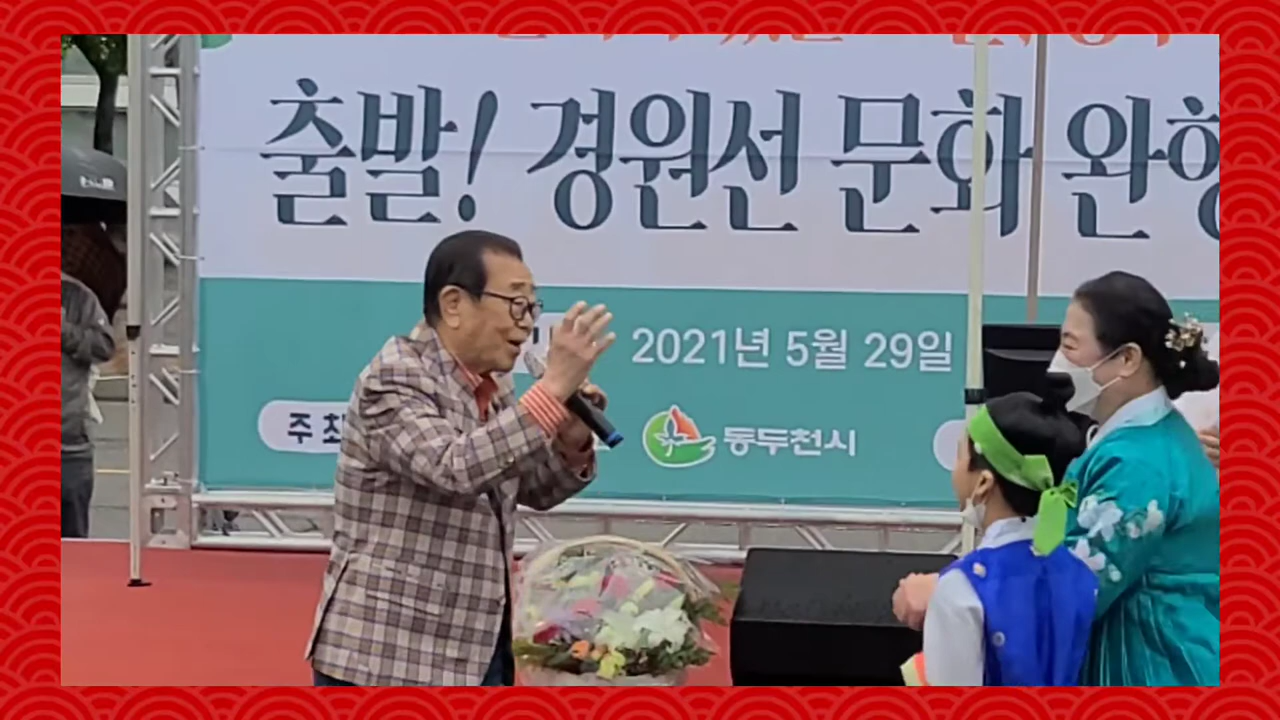 출발! 경원선 문화 완행
2021년 5월 29일
주최
동두천시